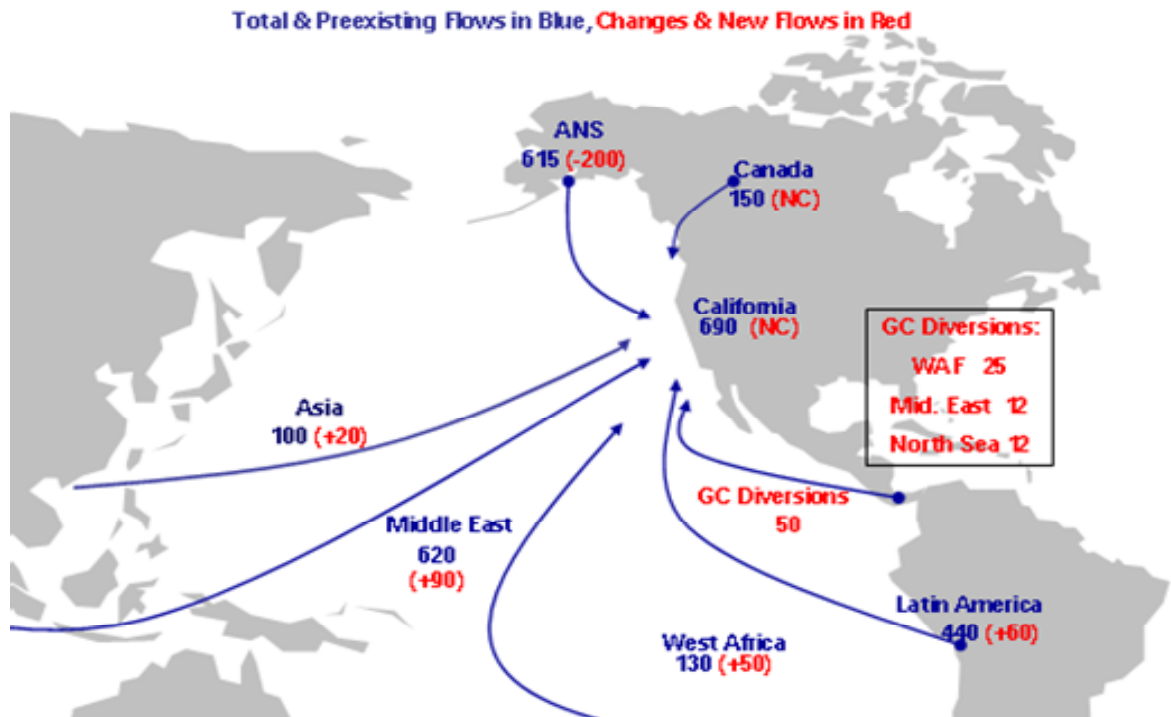 Total & Preexisting Flows in Blue, Changes & New Flows in Red
ANS
615 (-200)
Canada
150 (NC)
California
690 (NC)
GC Diversions:
WAF 25
Mid. East 12
North Sea 12
Asia
100 (+20)
GC Diversions
50
Middle East
620
(+90)
Latin America
440 (+60)
West Africa
130 (+50)